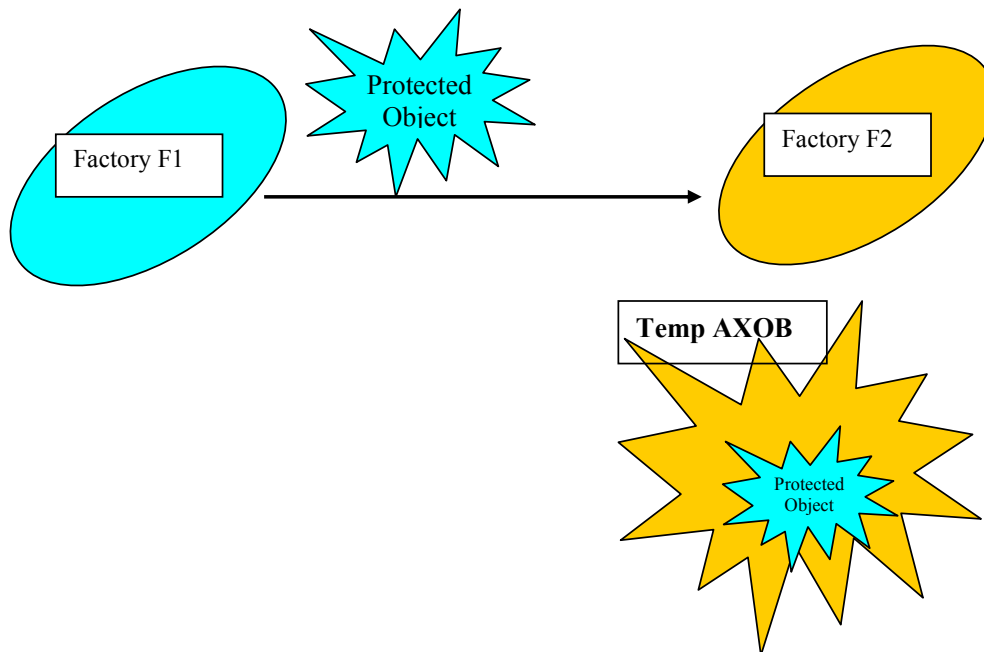 Protected
Object
Factory F1
Factory F2
Temp AXOB
Protected
Object